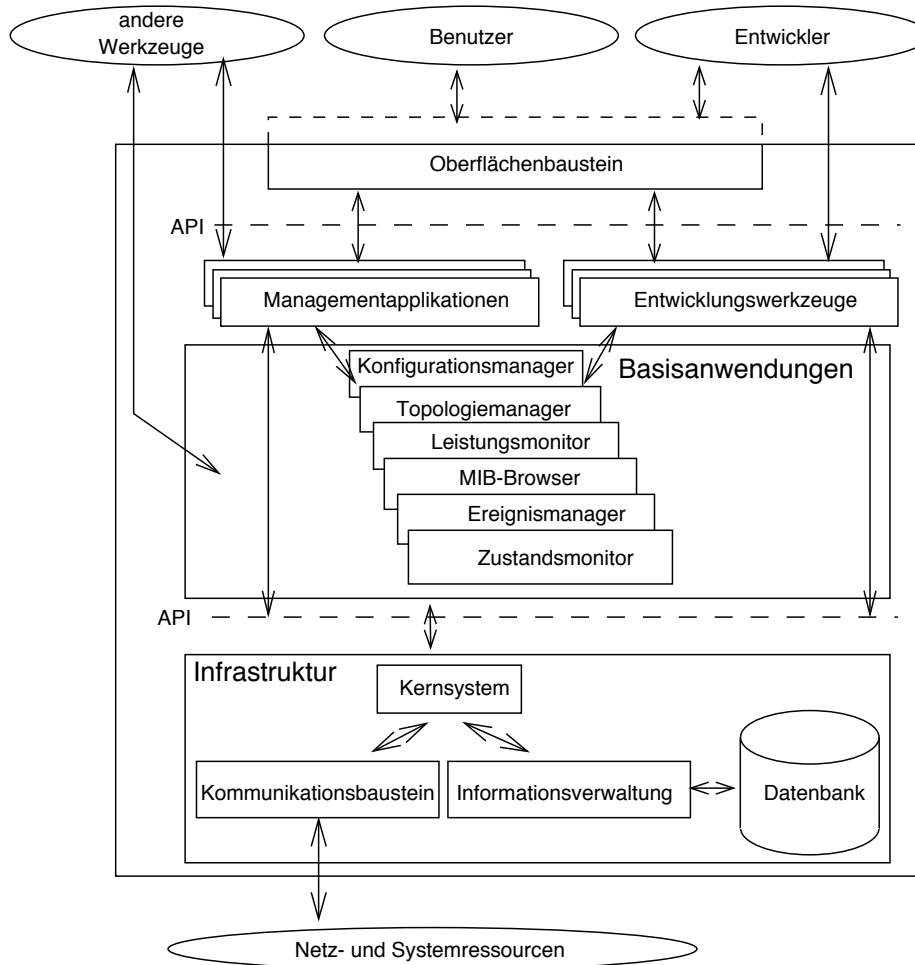 andere
Werkzeuge
Benutzer
Entwickler
Oberflächenbaustein
API
Managementapplikationen
Entwicklungswerkzeuge
Konfigurationsmanager
Basisanwendungen
Topologiemanager
Leistungsmonitor
MIB-Browser
Ereignismanager
Zustandsmonitor
API
Infrastruktur
Kernsystem
Kommunikationsbaustein
Informationsverwaltung
Datenbank
Netz- und Systemressourcen